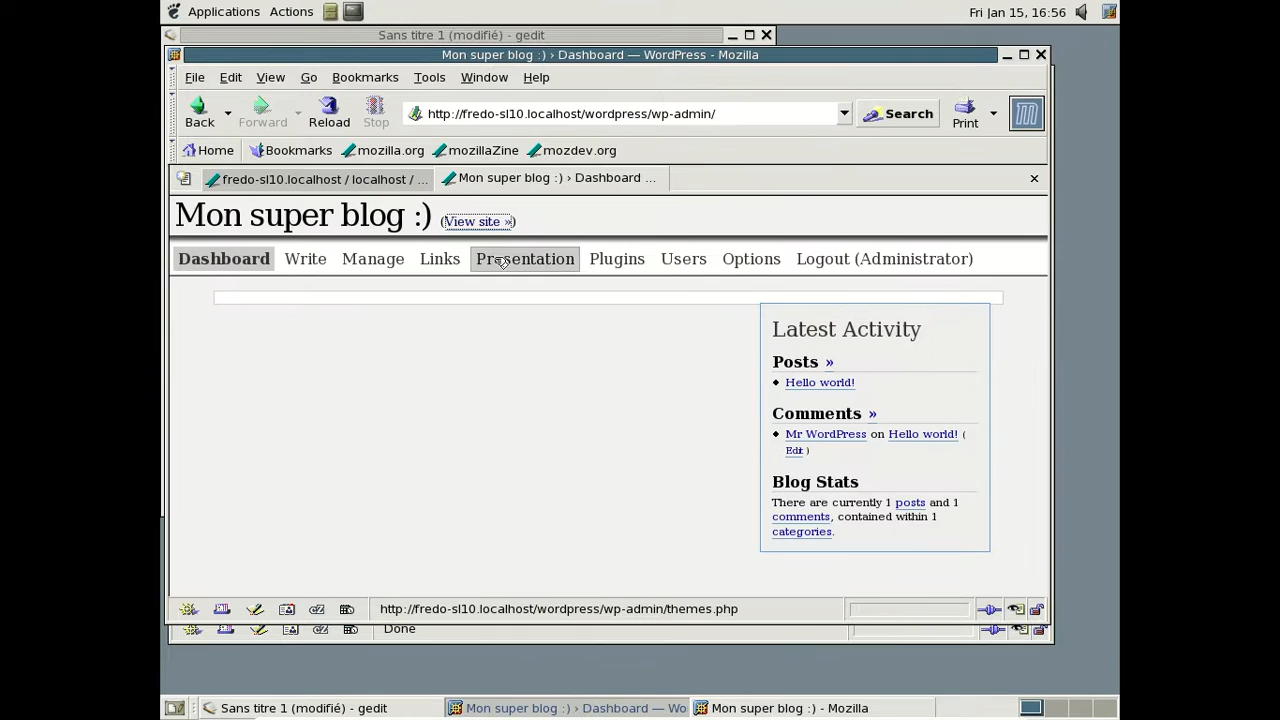 Applications Actions Fri Jan 15, 16:56
Sans titre 1 (modifié) - gedit
Mon super blog :) › Dashboard — WordPress - Mozilla
File Edit View Go Bookmarks Tools Window Help
Back Forward Reload Stop http://fredo-sl10.localhost/wordpress/wp-admin/ Search Print
Home Bookmarks mozilla.org mozillaZine mozdev.org
fredo-sl10.localhost / localhost / ... Mon super blog :) › Dashboard ...
Mon super blog :) (View site »)
Dashboard Write Manage Links Presentation Plugins Users Options Logout (Administrator)
Latest Activity
Posts »
Hello world!
Comments »
Mr WordPress on Hello world! (
Edit )
Blog Stats
There are currently 1 posts and 1
comments, contained within 1
categories.
http://fredo-sl10.localhost/wordpress/wp-admin/themes.php
Done
Sans titre 1 (modifié) - gedit Mon super blog :) › Dashboard — Wo Mon super blog :) - Mozilla